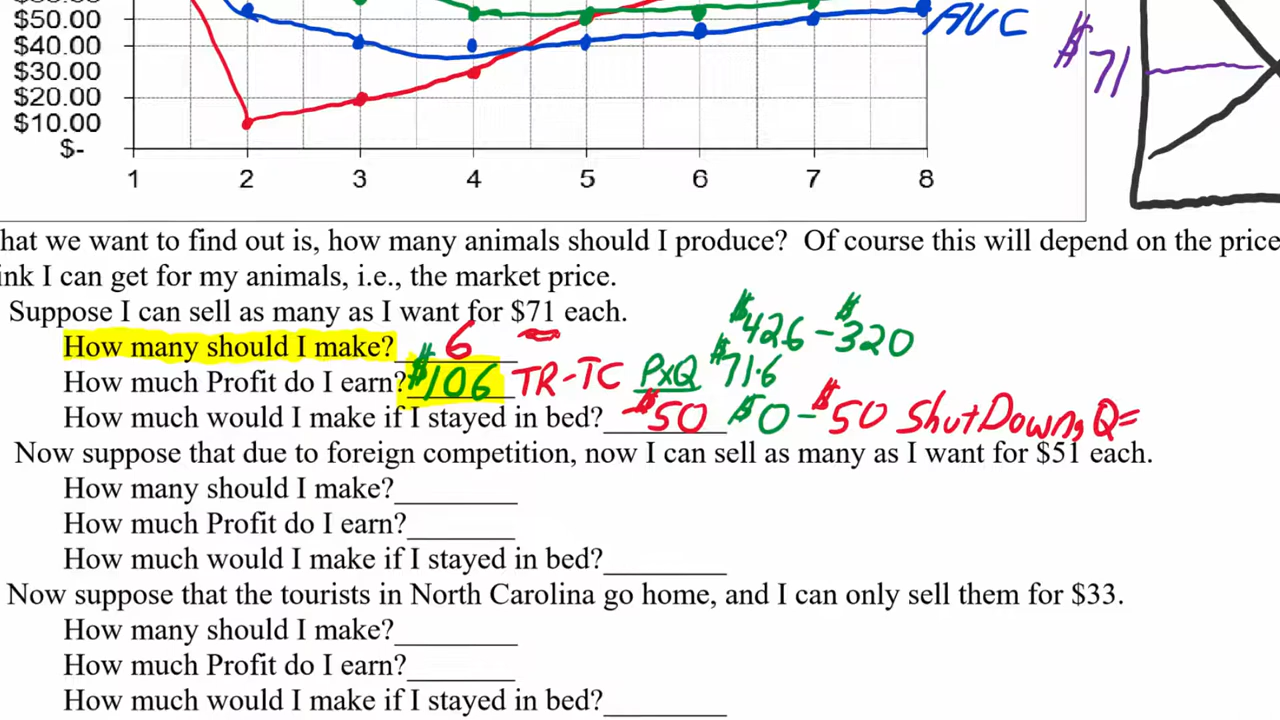 $50.00
$40.00
$30.00
$20.00
$10.00
$-
1 2 3 4 5 6 7 8
AVC
$71
hat we want to find out is, how many animals should I produce? Of course this will depend on the price
ink I can get for my animals, i.e., the market price.
Suppose I can sell as many as I want for $71 each.
$426-$320
How many should I make? 6
How much Profit do I earn? $106 TR-TC PxQ $71·6
How much would I make if I stayed in bed? -$50 $0-$50 ShutDown, Q=
Now suppose that due to foreign competition, now I can sell as many as I want for $51 each.
How many should I make?________
How much Profit do I earn?________
How much would I make if I stayed in bed?________
Now suppose that the tourists in North Carolina go home, and I can only sell them for $33.
How many should I make?________
How much Profit do I earn?________
How much would I make if I stayed in bed?________